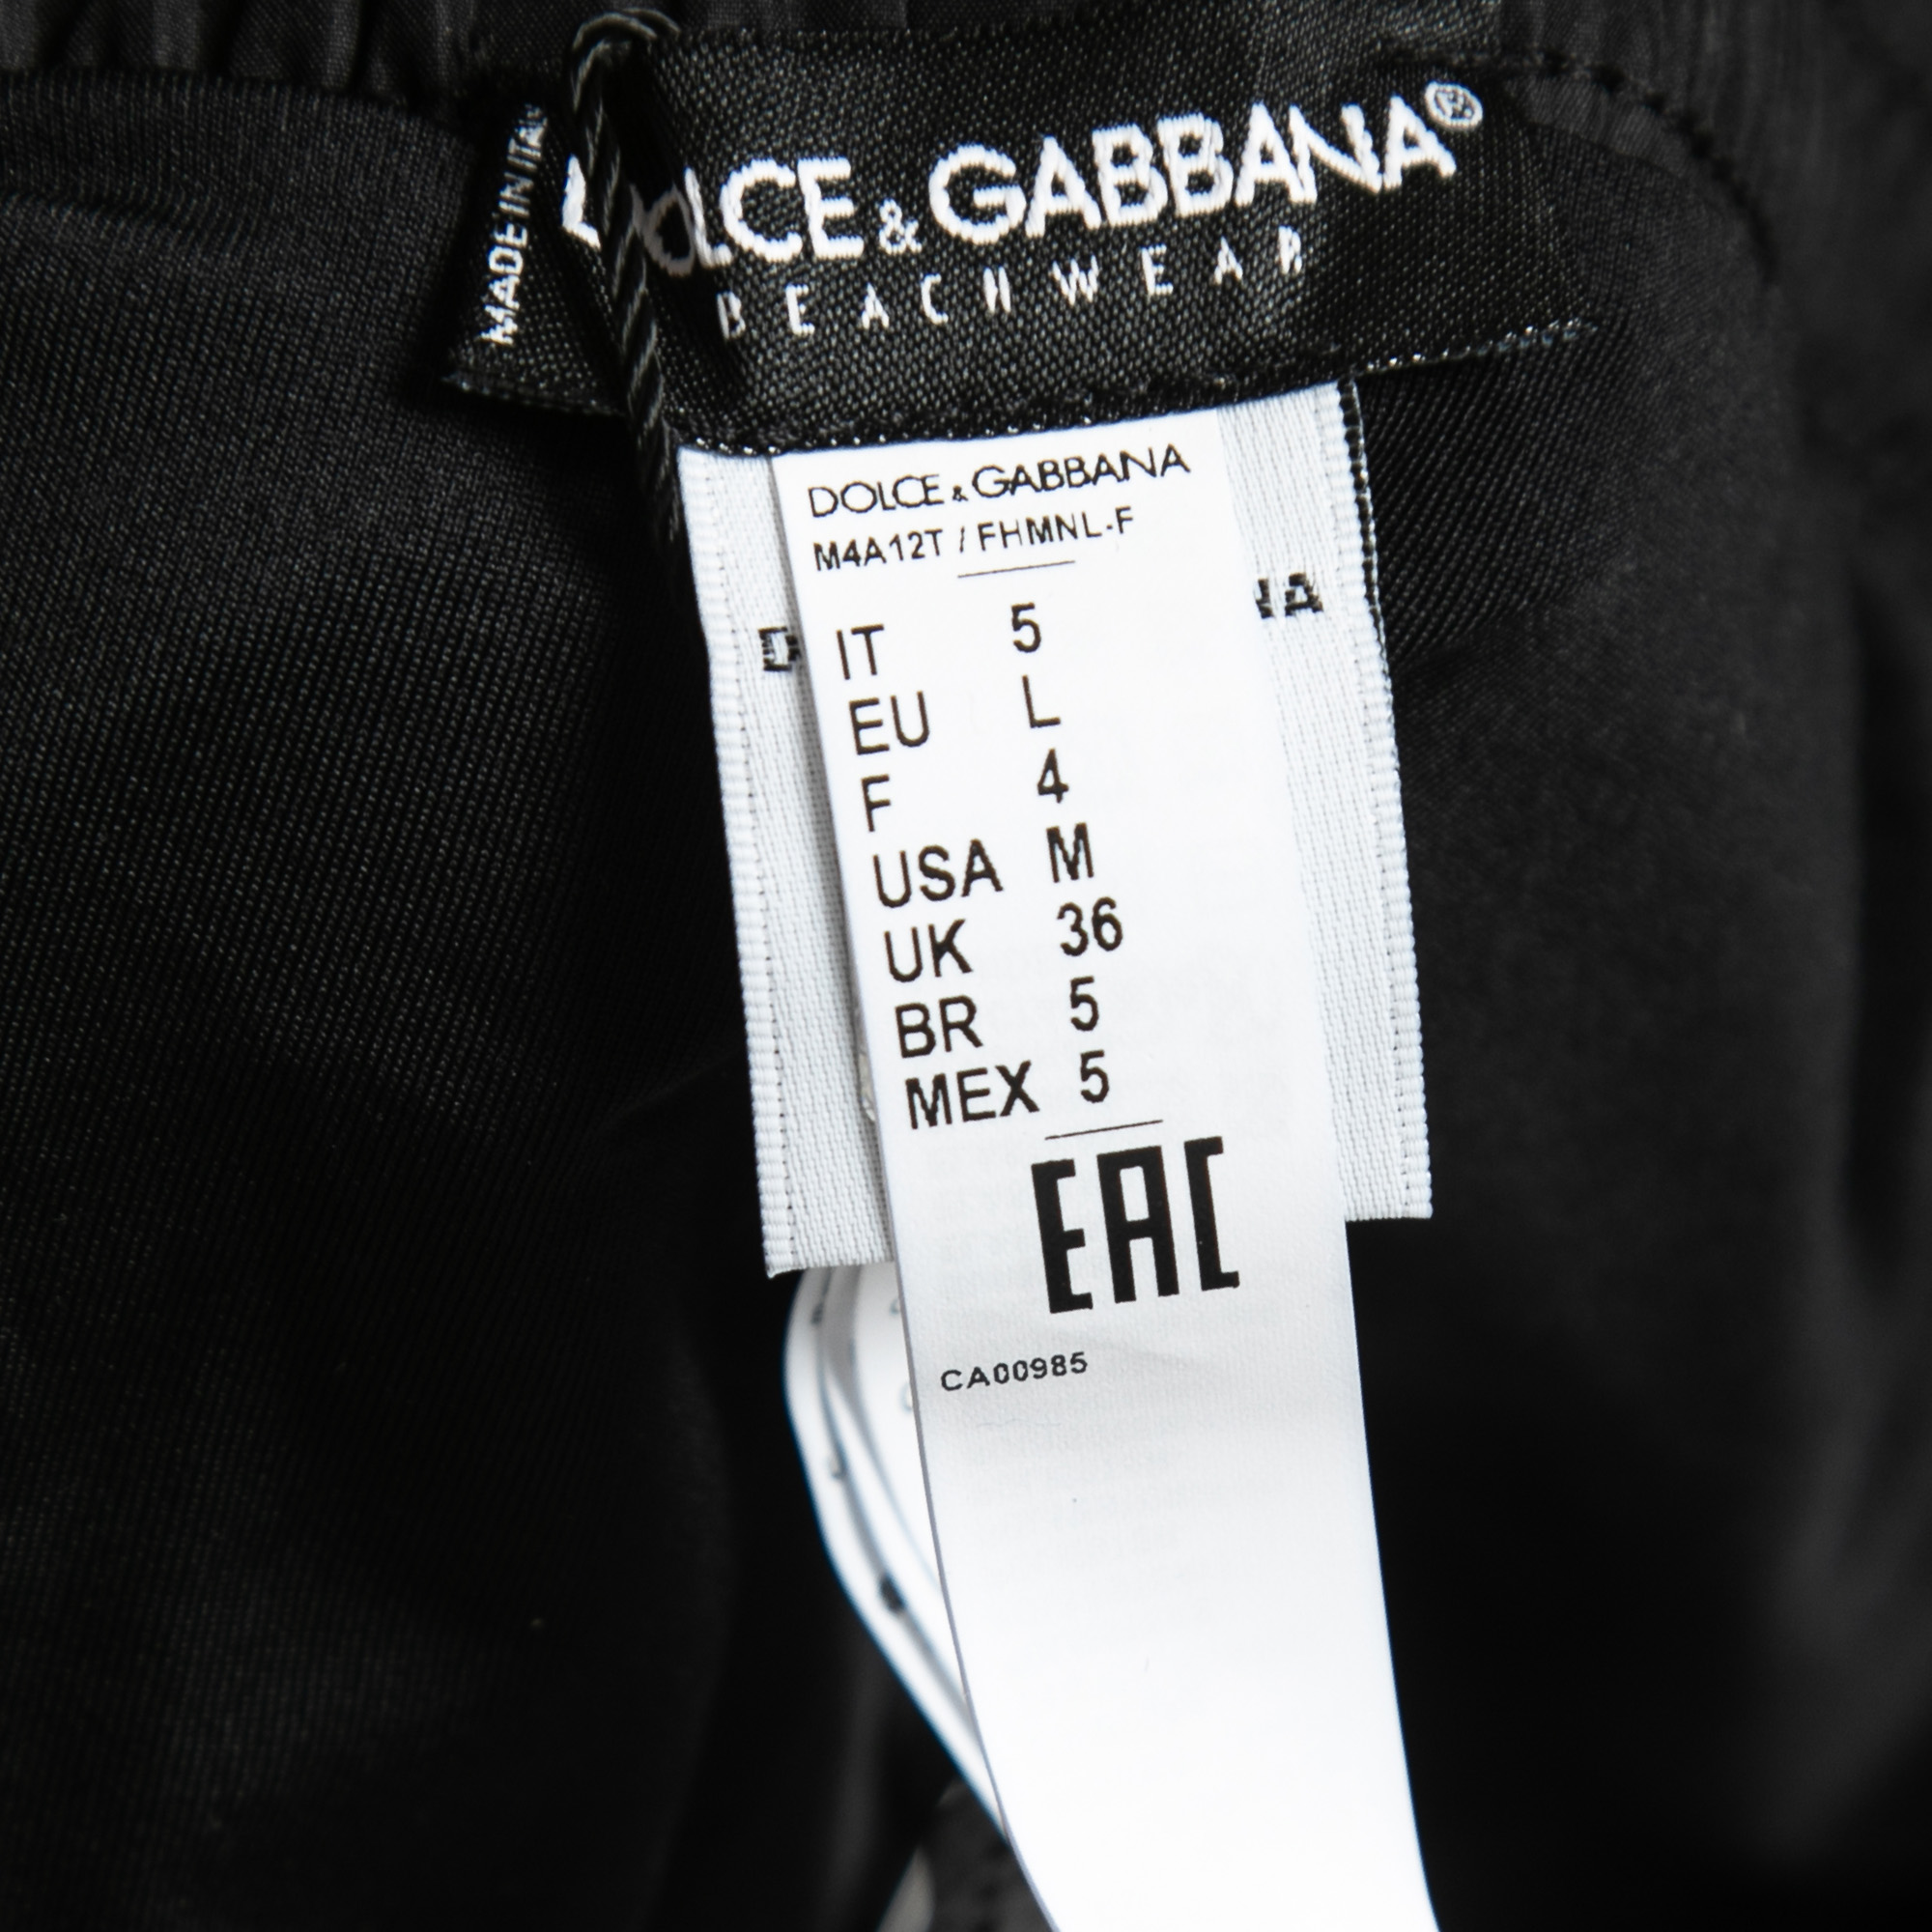 MADE IN ITA
DOLCE & GABBANA®
BEACHWEAR
DOLCE & GABBANA
M4A12T / FHMNL-F
IT 5
EU L
F 4
USA M
UK 36
BR 5
MEX 5
EAC
CA00985